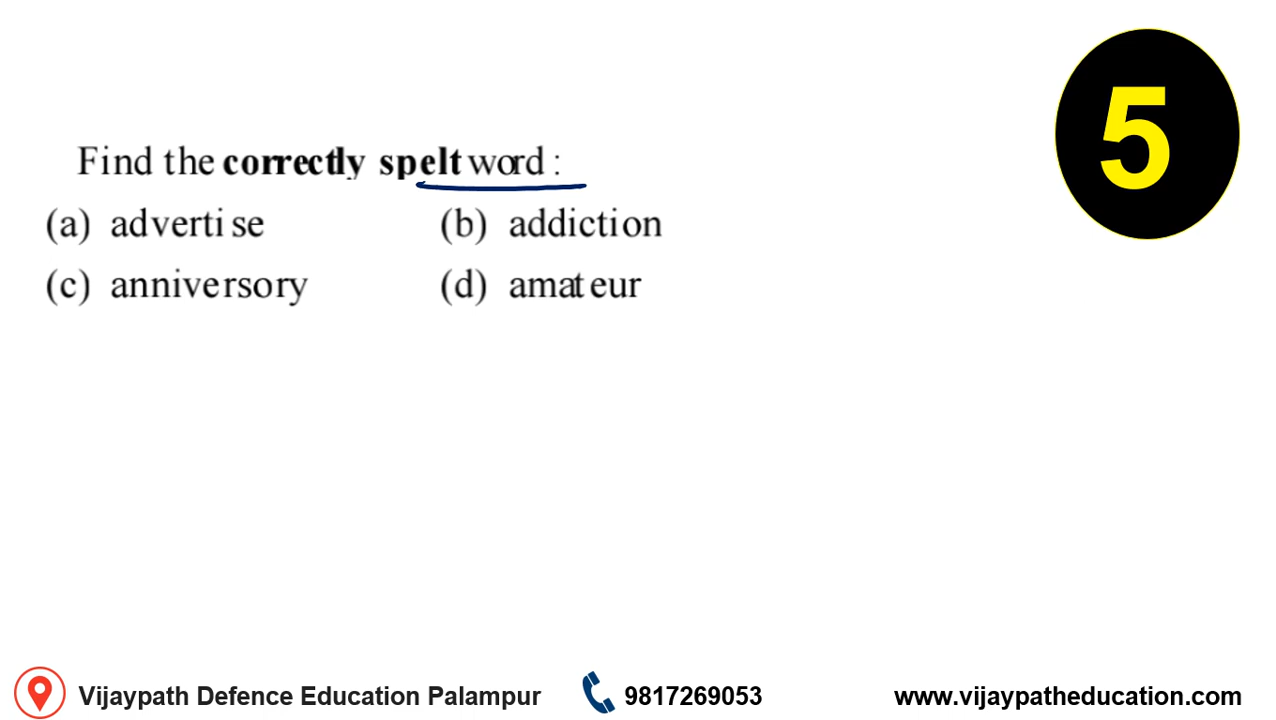 5
Find the correctly spelt word :
(a) advertise (b) addiction
(c) anniversory (d) amateur
Vijaypath Defence Education Palampur 9817269053 www.vijaypatheducation.com